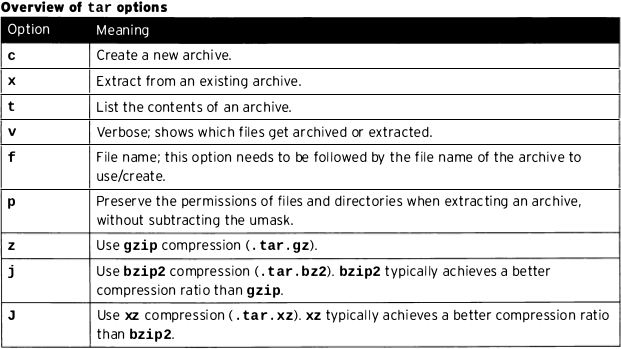 Overview of tar options
Option Meaning
c Create a new archive.
x Extract from an existing archive.
t List the contents of an archive.
v Verbose; shows which files get archived or extracted.
f File name; this option needs to be followed by the file name of the archive to
use/create.
p Preserve the permissions of files and directories when extracting an archive,
without subtracting the umask.
z Use gzip compression (.tar.gz).
j Use bzip2 compression (.tar.bz2). bzip2 typically achieves a better
compression ratio than gzip.
J Use xz compression (.tar.xz). xz typically achieves a better compression ratio
than bzip2.